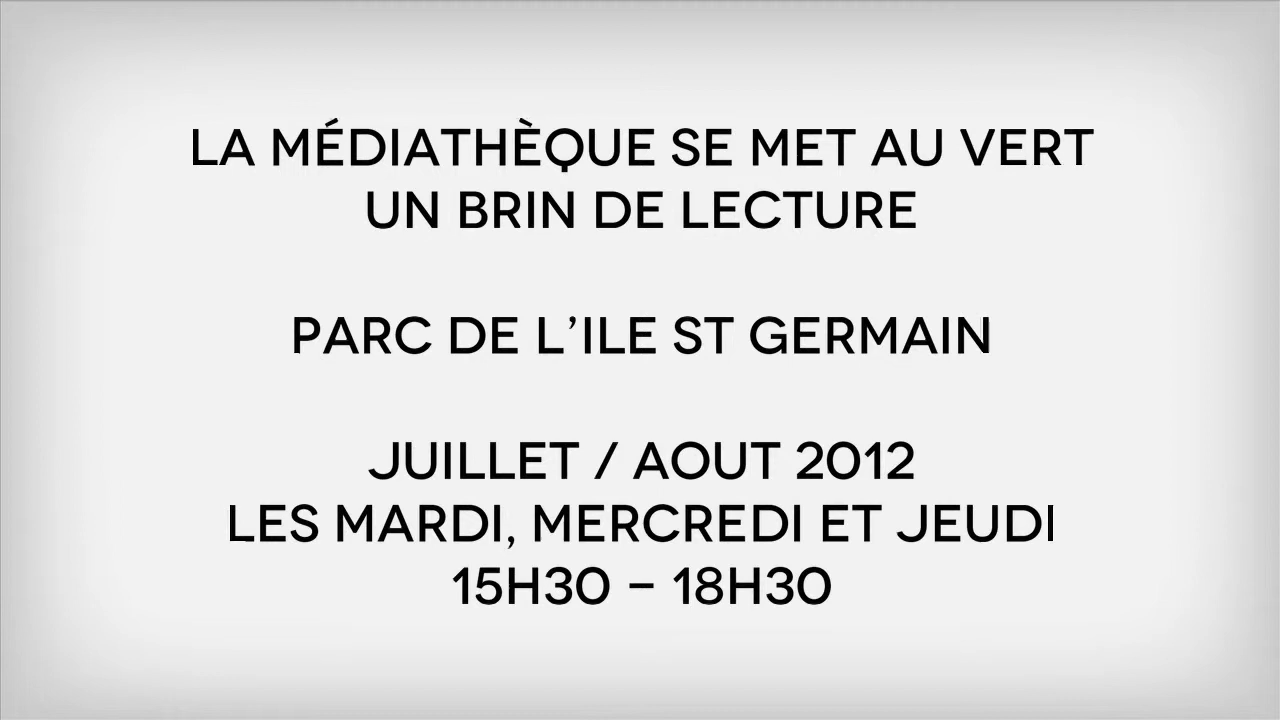 LA MÉDIATHÈQUE SE MET AU VERT
UN BRIN DE LECTURE
PARC DE L'ILE ST GERMAIN
JUILLET / AOUT 2012
LES MARDI, MERCREDI ET JEUDI
15H30 – 18H30